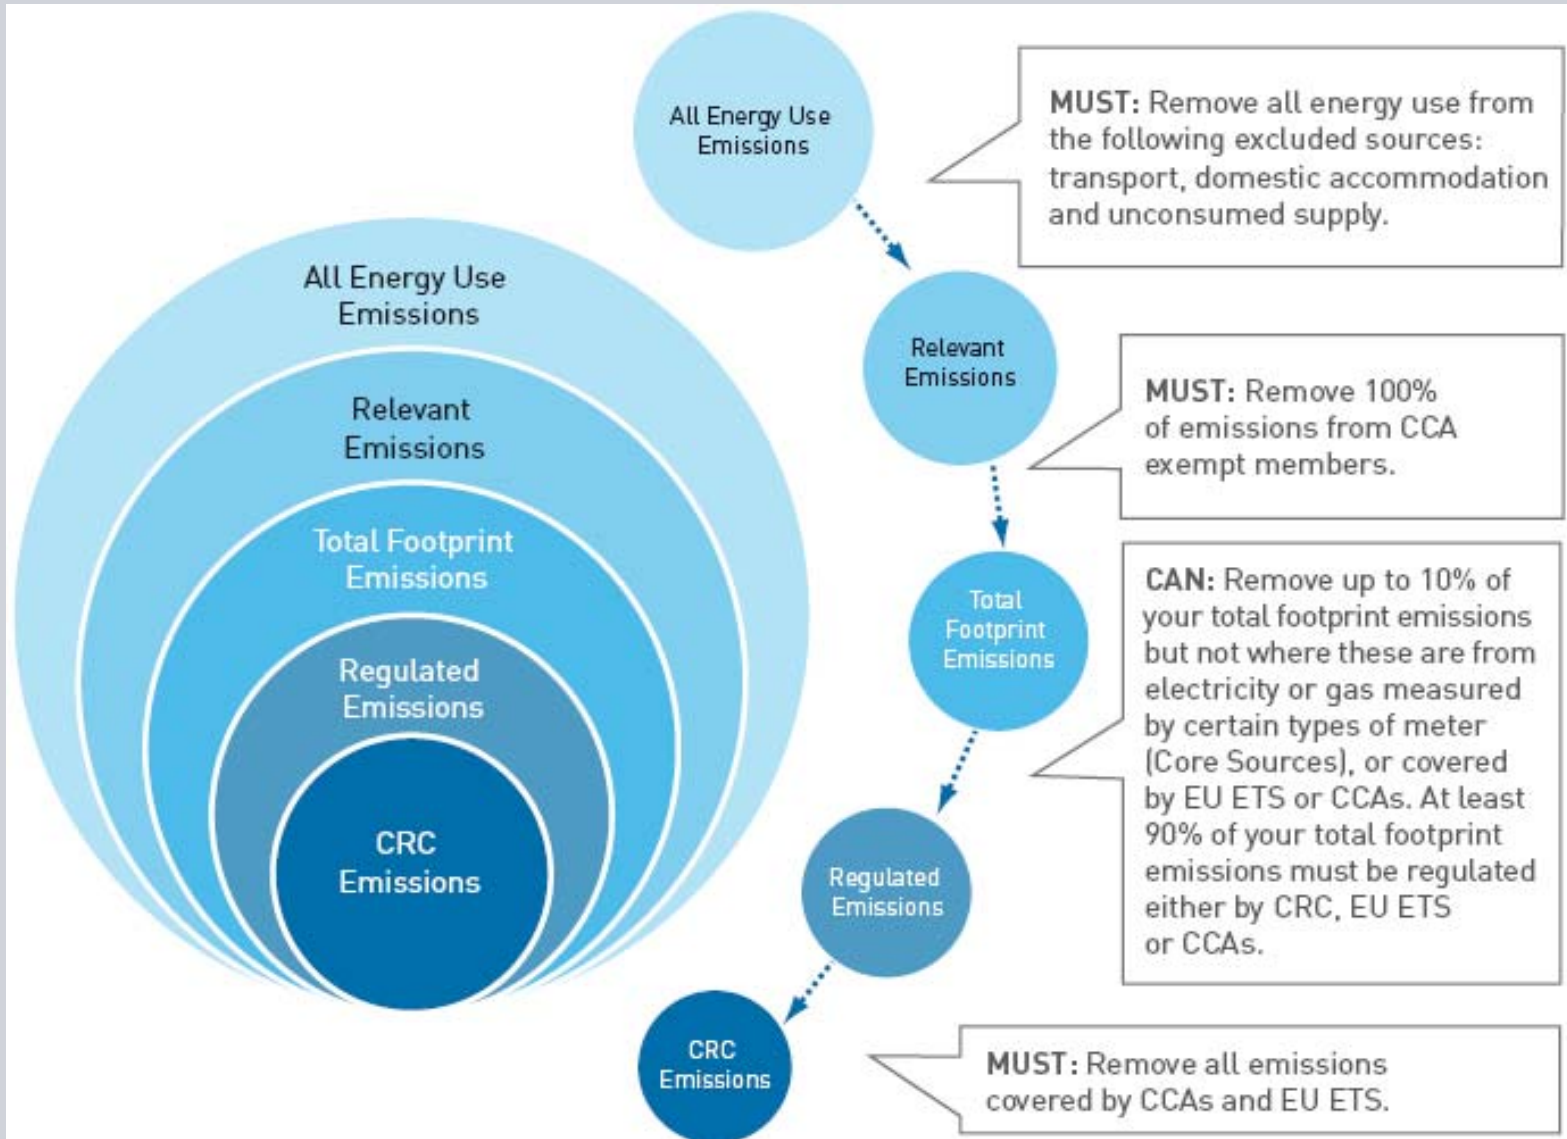 All Energy Use
Emissions
Relevant
Emissions
Total Footprint
Emissions
Regulated
Emissions
CRC
Emissions
All Energy Use
Emissions
MUST: Remove all energy use from
the following excluded sources:
transport, domestic accommodation
and unconsumed supply.
Relevant
Emissions
MUST: Remove 100%
of emissions from CCA
exempt members.
Total
Footprint
Emissions
CAN: Remove up to 10% of
your total footprint emissions
but not where these are from
electricity or gas measured
by certain types of meter
(Core Sources), or covered
by EU ETS or CCAs. At least
90% of your total footprint
emissions must be regulated
either by CRC, EU ETS
or CCAs.
Regulated
Emissions
CRC
Emissions
MUST: Remove all emissions
covered by CCAs and EU ETS.